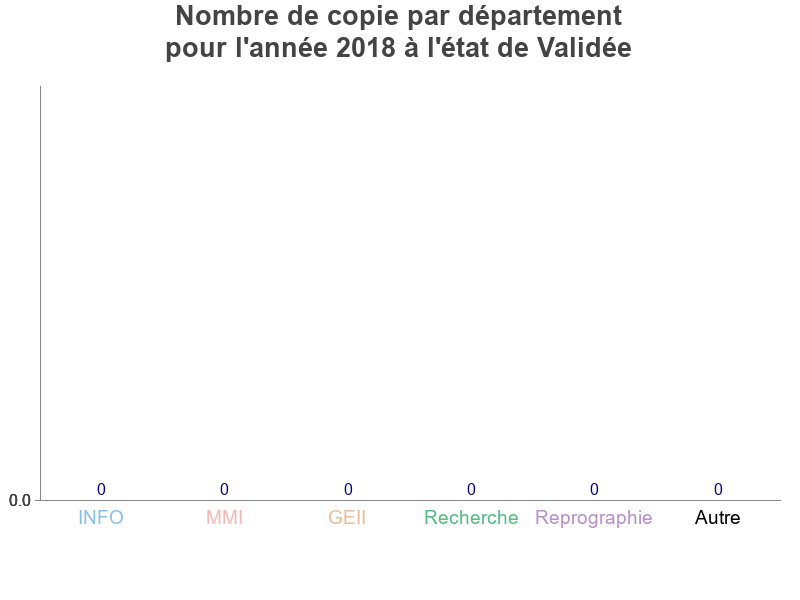 Nombre de copie par département
pour l'année 2018 à l'état de Validée
0 0 0 0 0 0
0.0
INFO MMI GEII Recherche Reprographie Autre